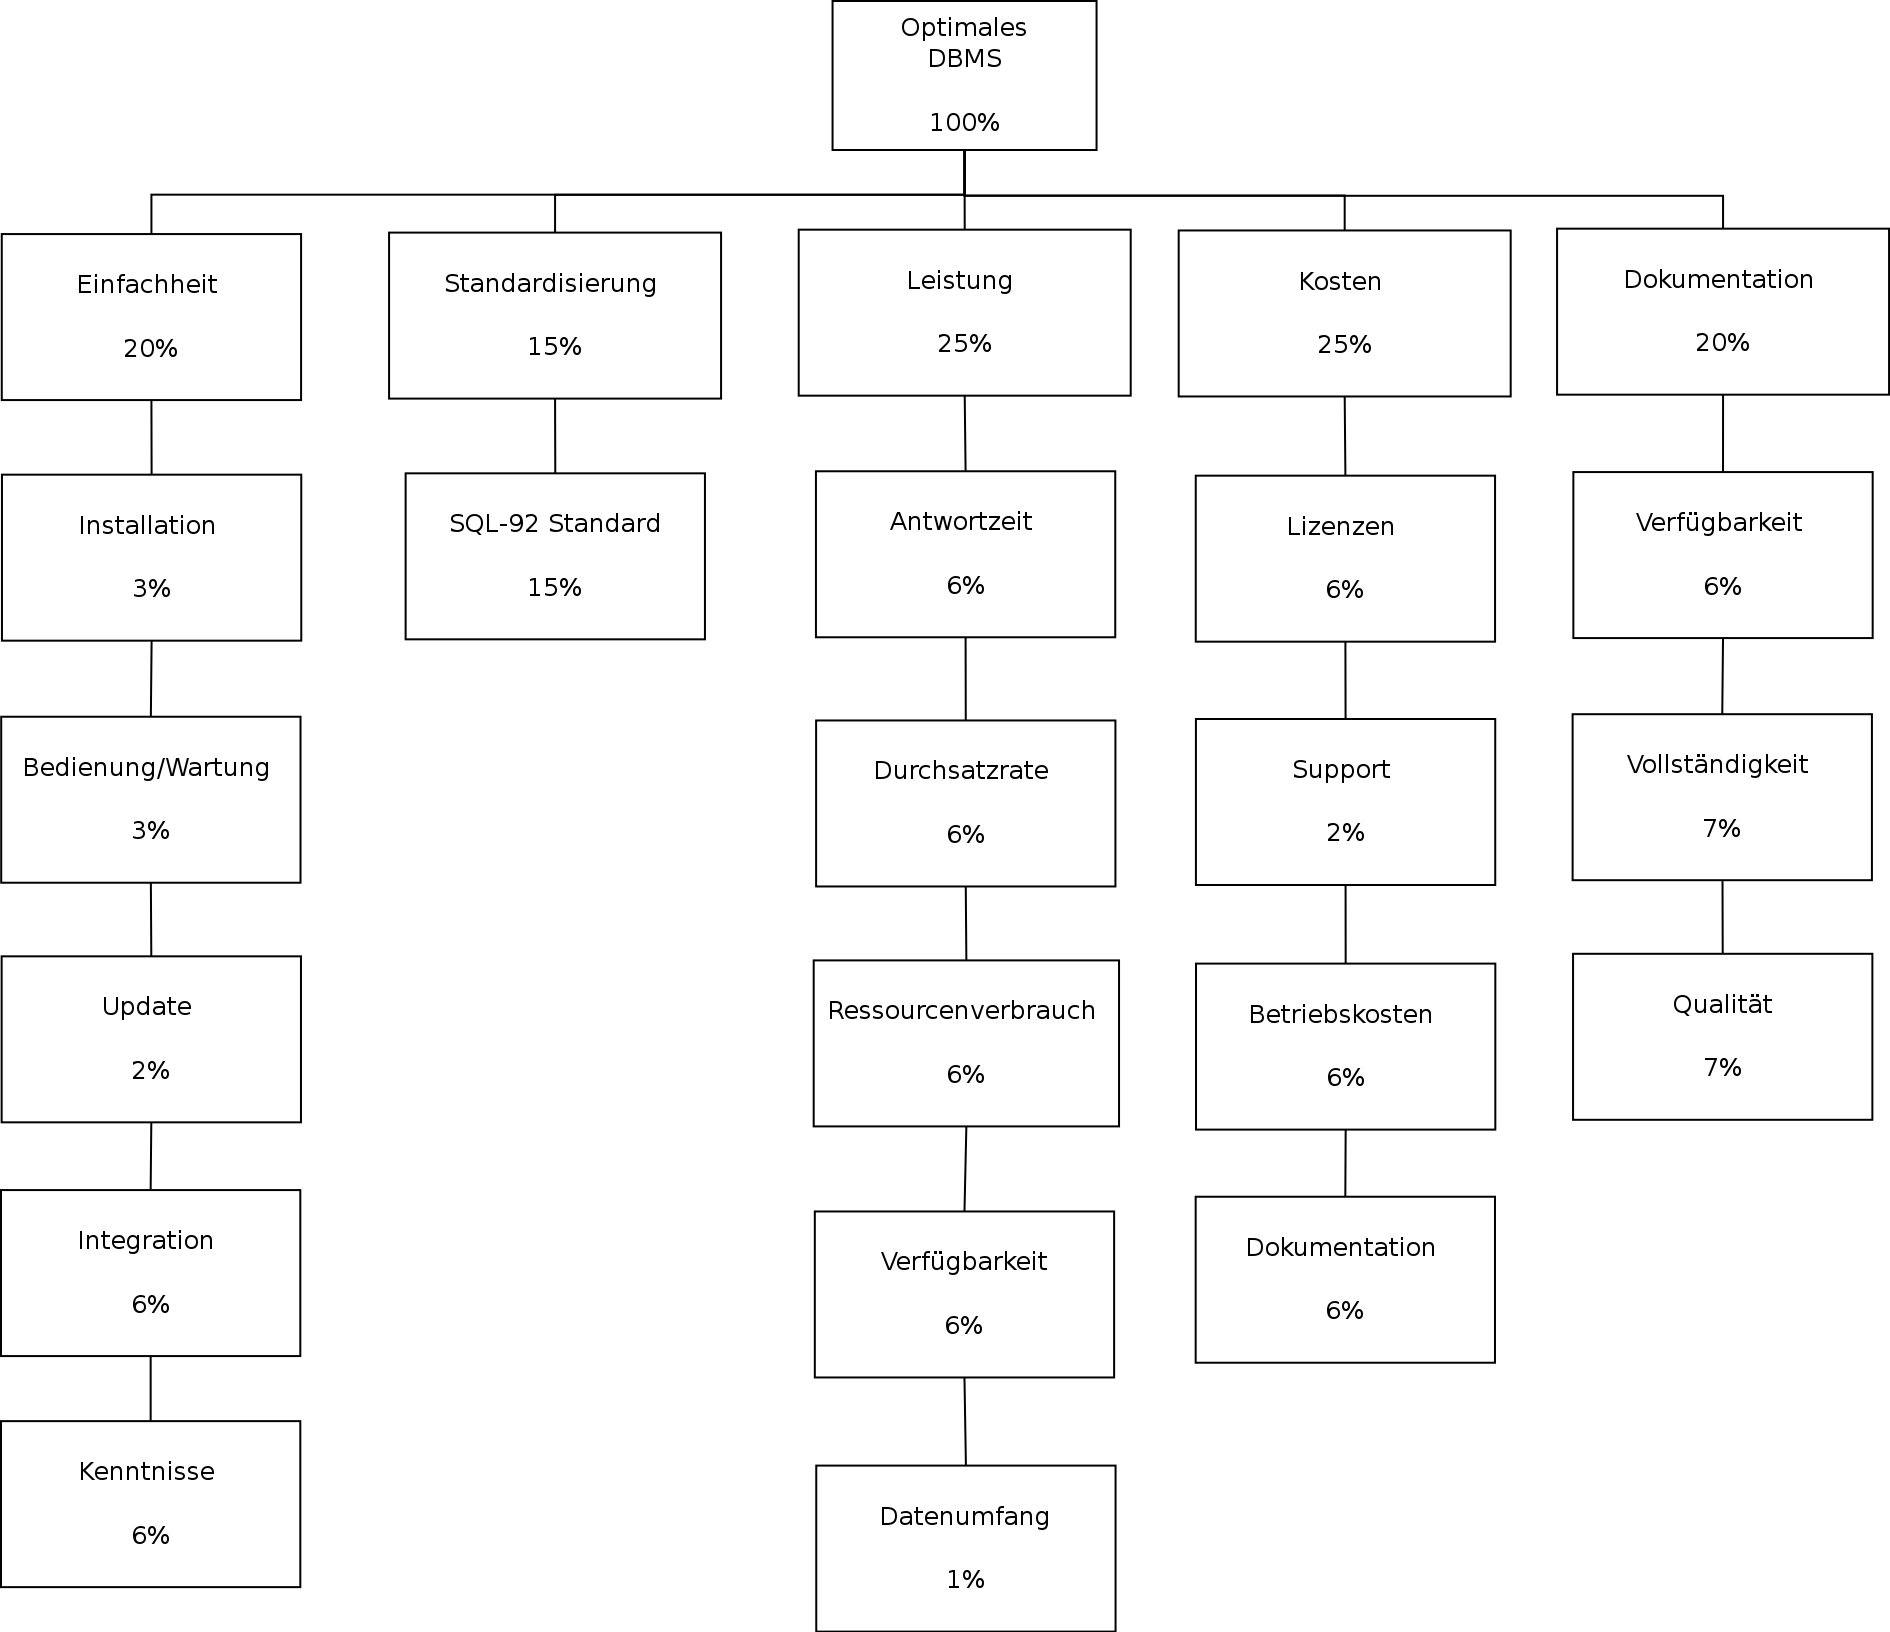 Optimales
DBMS
100%
Einfachheit
20%
Standardisierung
15%
Leistung
25%
Kosten
25%
Dokumentation
20%
Installation
3%
SQL-92 Standard
15%
Antwortzeit
6%
Lizenzen
6%
Verfügbarkeit
6%
Bedienung/Wartung
3%
Durchsatzrate
6%
Support
2%
Vollständigkeit
7%
Update
2%
Ressourcenverbrauch
6%
Betriebskosten
6%
Qualität
7%
Integration
6%
Verfügbarkeit
6%
Dokumentation
6%
Kenntnisse
6%
Datenumfang
1%